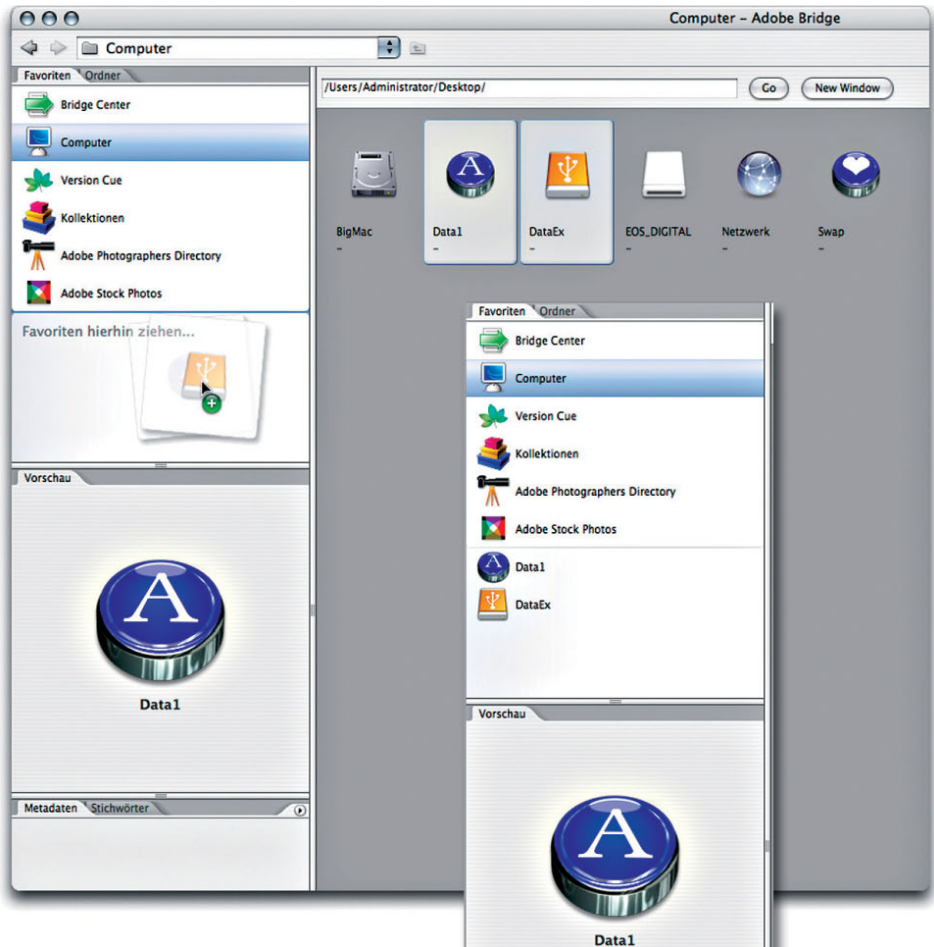 Computer – Adobe Bridge
Computer
Favoriten Ordner
Bridge Center
Computer
Version Cue
Kollektionen
Adobe Photographers Directory
Adobe Stock Photos
Favoriten hierhin ziehen...
Vorschau
A
Data1
Metadaten Stichwörter
/Users/Administrator/Desktop/ Go New Window
A
BigMac Data1 DataEx EOS_DIGITAL Netzwerk Swap
– – – – – –
Favoriten Ordner
Bridge Center
Computer
Version Cue
Kollektionen
Adobe Photographers Directory
Adobe Stock Photos
A Data1
DataEx
Vorschau
A
Data1